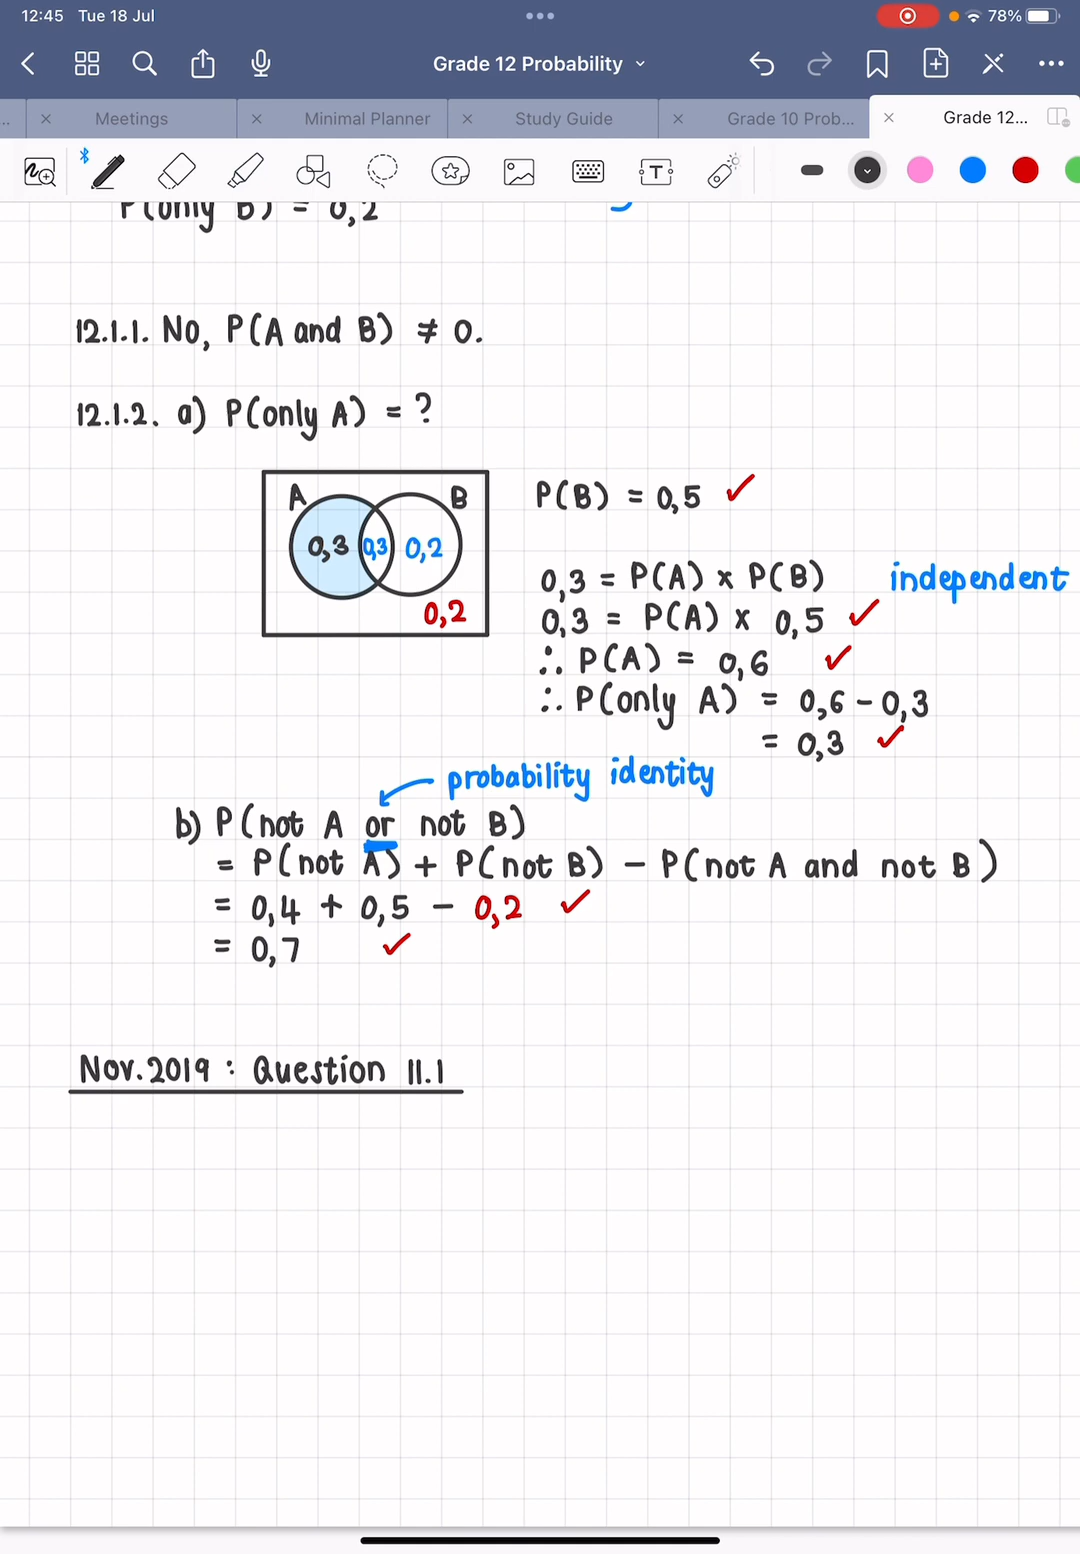 12:45 Tue 18 Jul
78%
Grade 12 Probability
Meetings
Minimal Planner
Study Guide
Grade 10 Prob...
Grade 12...
P(only B) = 0,2
12.1.1. No, P(A and B) ≠ 0.
12.1.2. a) P(only A) = ?
A B
0,3 0,3 0,2
0,2
P(B) = 0,5 ✓
0,3 = P(A) x P(B) independent
0,3 = P(A) x 0,5 ✓
∴ P(A) = 0,6 ✓
∴ P(only A) = 0,6 - 0,3
= 0,3 ✓
probability identity
b) P(not A or not B)
= P(not A) + P(not B) - P(not A and not B)
= 0,4 + 0,5 - 0,2 ✓
= 0,7 ✓
Nov.2019 : Question 11.1